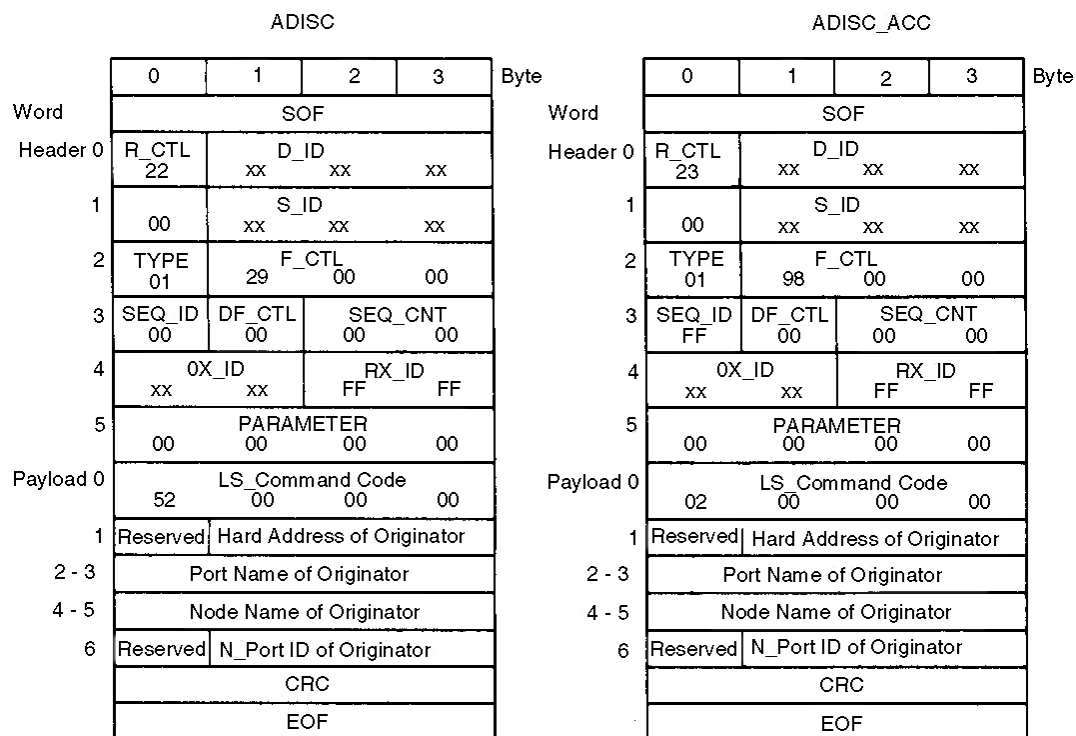 ADISC
0 1 2 3 Byte
Word SOF
Header 0 R_CTL D_ID
22 xx xx xx
1 S_ID
00 xx xx xx
2 TYPE F_CTL
01 29 00 00
3 SEQ_ID DF_CTL SEQ_CNT
00 00 00 00
4 0X_ID RX_ID
xx xx FF FF
5 PARAMETER
00 00 00 00
Payload 0 LS_Command Code
52 00 00 00
1 Reserved Hard Address of Originator
2 - 3 Port Name of Originator
4 - 5 Node Name of Originator
6 Reserved N_Port ID of Originator
CRC
EOF
ADISC_ACC
0 1 2 3 Byte
Word SOF
Header 0 R_CTL D_ID
23 xx xx xx
1 S_ID
00 xx xx xx
2 TYPE F_CTL
01 98 00 00
3 SEQ_ID DF_CTL SEQ_CNT
FF 00 00 00
4 0X_ID RX_ID
xx xx FF FF
5 PARAMETER
00 00 00 00
Payload 0 LS_Command Code
02 00 00 00
1 Reserved Hard Address of Originator
2 - 3 Port Name of Originator
4 - 5 Node Name of Originator
6 Reserved N_Port ID of Originator
CRC
EOF